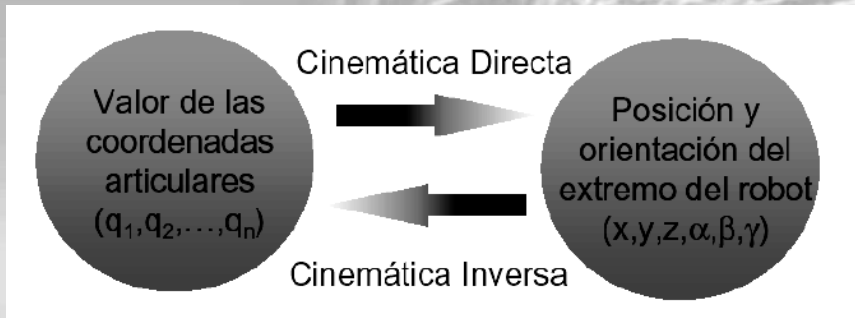 Cinemática Directa
Valor de las
coordenadas
articulares
(q₁,q₂,...,qₙ)
Posición y
orientación del
extremo del robot
(x,y,z,α,β,γ)
Cinemática Inversa